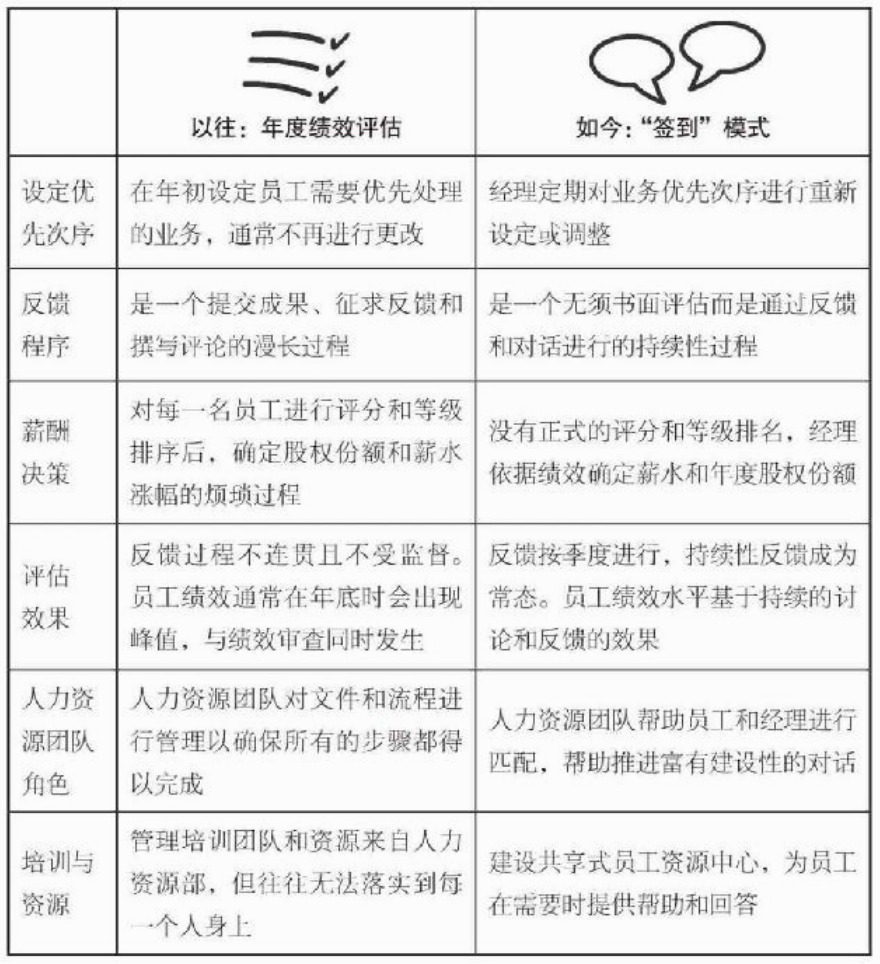 以往：年度绩效评估
如今：“签到”模式
设定优
先次序
在年初设定员工需要优先处理
的业务，通常不再进行更改
经理定期对业务优先次序进行重新
设定或调整
反馈
程序
是一个提交成果、征求反馈和
撰写评论的漫长过程
是一个无须书面评估而是通过反馈
和对话进行的持续性过程
薪酬
决策
对每一名员工进行评分和等级
排序后，确定股权份额和薪水
涨幅的烦琐过程
没有正式的评分和等级排名，经理
依据绩效确定薪水和年度股权份额
评估
效果
反馈过程不连贯且不受监督。
员工绩效通常在年底时会出现
峰值，与绩效审查同时发生
反馈按季度进行，持续性反馈成为
常态。员工绩效水平基于持续的讨
论和反馈的效果
人力资
源团队
角色
人力资源团队对文件和流程进
行管理以确保所有的步骤都得
以完成
人力资源团队帮助员工和经理进行
匹配，帮助推进富有建设性的对话
培训与
资源
管理培训团队和资源来自人力
资源部，但往往无法落实到每
一个人身上
建设共享式员工资源中心，为员工
在需要时提供帮助和回答